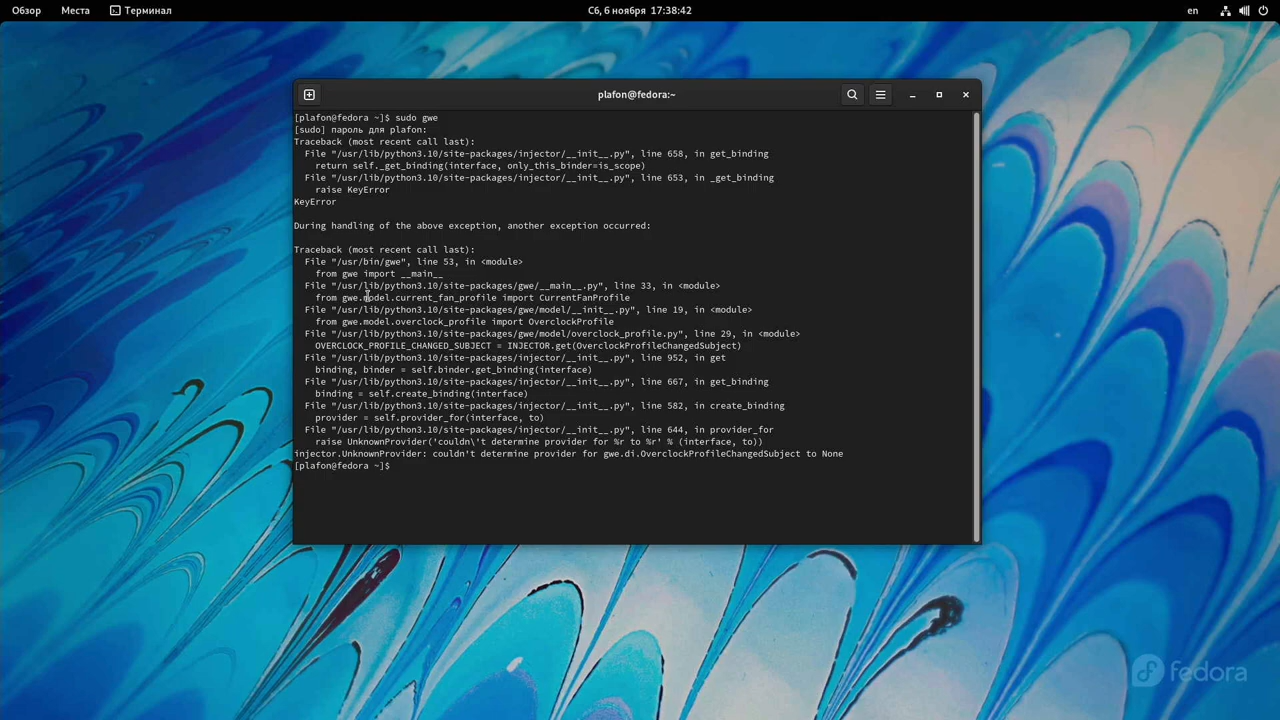 Обзор Места Терминал Сб, 6 ноября 17:38:42 en
plafon@fedora:~
[plafon@fedora ~]$ sudo gwe
[sudo] пароль для plafon:
Traceback (most recent call last):
File "/usr/lib/python3.10/site-packages/injector/__init__.py", line 658, in get_binding
return self._get_binding(interface, only_this_binder=is_scope)
File "/usr/lib/python3.10/site-packages/injector/__init__.py", line 653, in _get_binding
raise KeyError
KeyError
During handling of the above exception, another exception occurred:
Traceback (most recent call last):
File "/usr/bin/gwe", line 53, in <module>
from gwe import __main__
File "/usr/lib/python3.10/site-packages/gwe/__main__.py", line 33, in <module>
from gwe.model.current_fan_profile import CurrentFanProfile
File "/usr/lib/python3.10/site-packages/gwe/model/__init__.py", line 19, in <module>
from gwe.model.overclock_profile import OverclockProfile
File "/usr/lib/python3.10/site-packages/gwe/model/overclock_profile.py", line 29, in <module>
OVERCLOCK_PROFILE_CHANGED_SUBJECT = INJECTOR.get(OverclockProfileChangedSubject)
File "/usr/lib/python3.10/site-packages/injector/__init__.py", line 952, in get
binding, binder = self.binder.get_binding(interface)
File "/usr/lib/python3.10/site-packages/injector/__init__.py", line 667, in get_binding
binding = self.create_binding(interface)
File "/usr/lib/python3.10/site-packages/injector/__init__.py", line 582, in create_binding
provider = self.provider_for(interface, to)
File "/usr/lib/python3.10/site-packages/injector/__init__.py", line 644, in provider_for
raise UnknownProvider('couldn\'t determine provider for %r to %r' % (interface, to))
injector.UnknownProvider: couldn't determine provider for gwe.di.OverclockProfileChangedSubject to None
[plafon@fedora ~]$
fedora